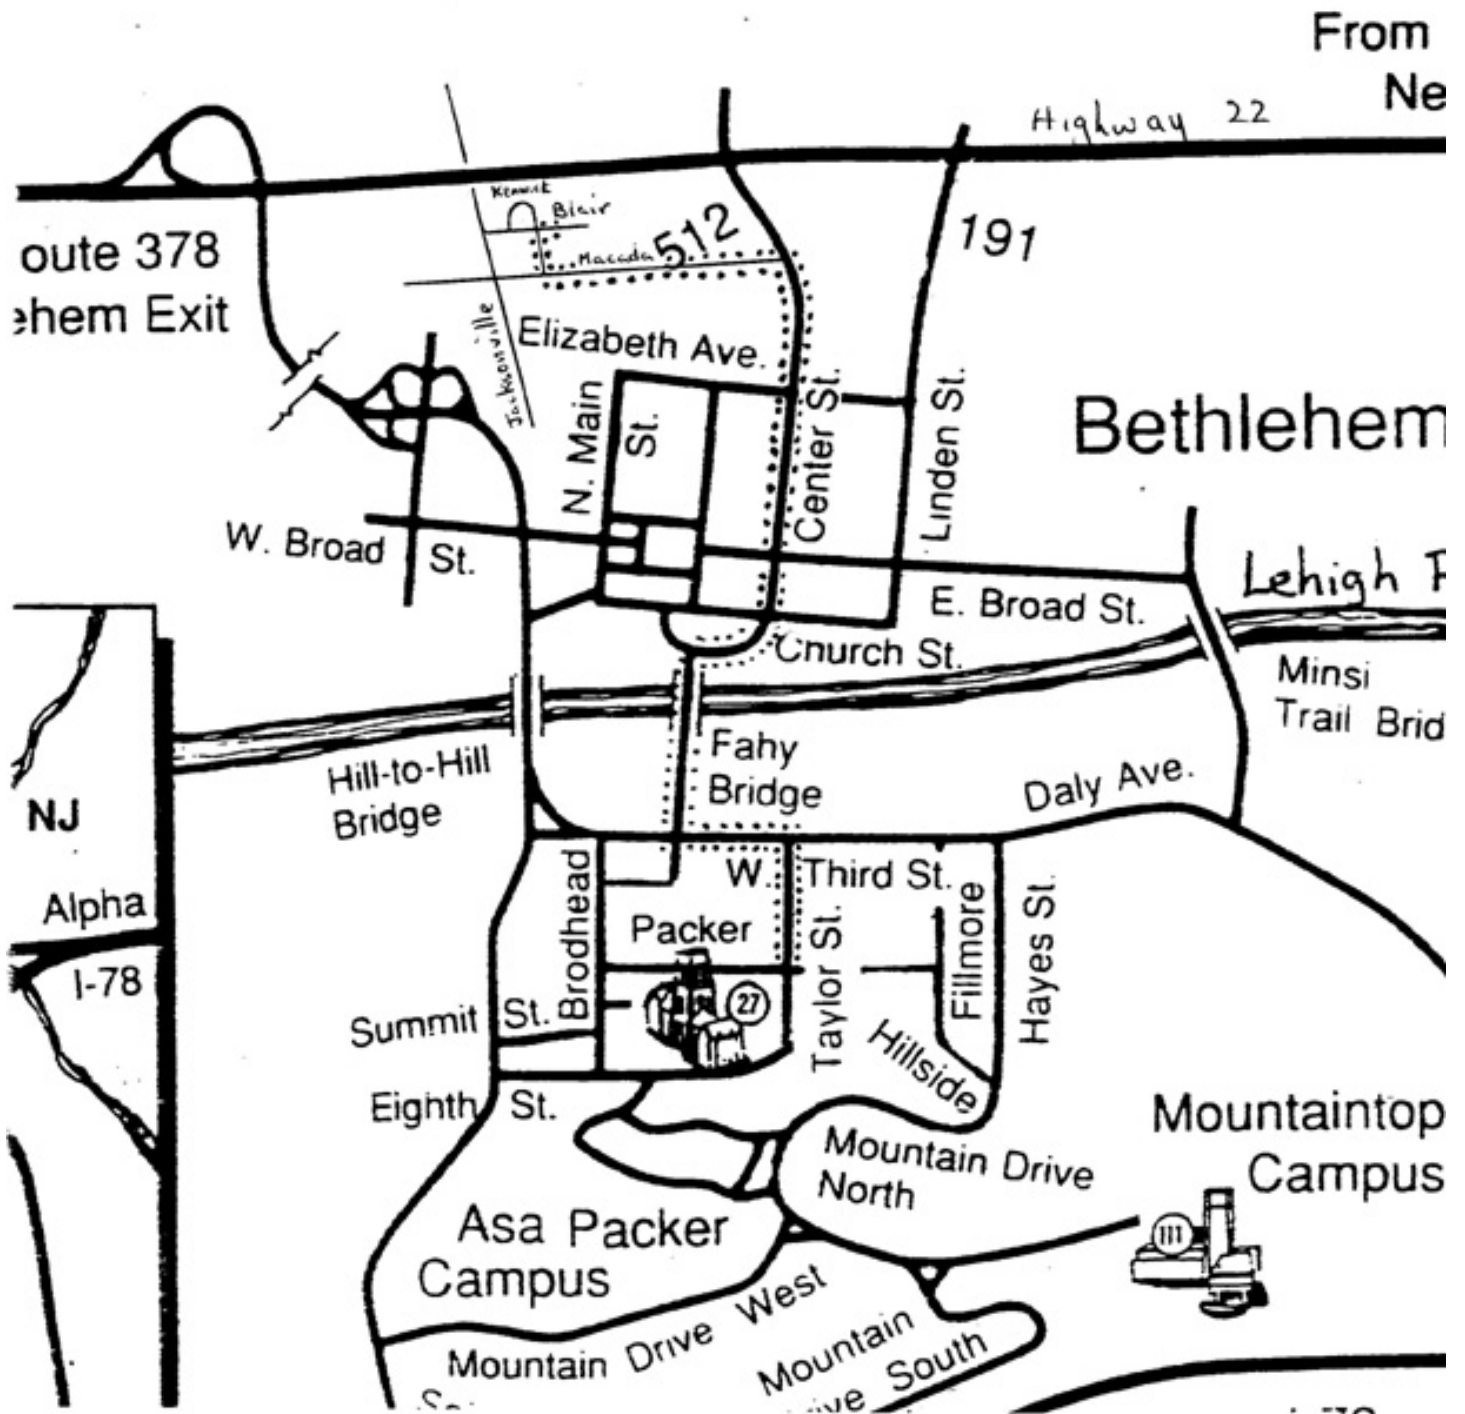 From
Ne
Highway 22
Kenwick
Blair
Macada
512
191
oute 378
ehem Exit
Jacksonville
Elizabeth Ave.
N. Main
St.
Center St.
Linden St.
Bethlehem
W. Broad
St.
E. Broad St.
Lehigh
Church St.
Minsi
Trail Brid
Fahy
Bridge
Hill-to-Hill
Bridge
Daly Ave.
NJ
Alpha
I-78
W. Third St.
Brodhead
Packer
Taylor St.
Fillmore
Hayes St.
27
Summit St.
Hillside
Eighth St.
Mountaintop
Campus
Mountain Drive
North
111
Asa Packer
Campus
Mountain Drive West
Mountain
ive South